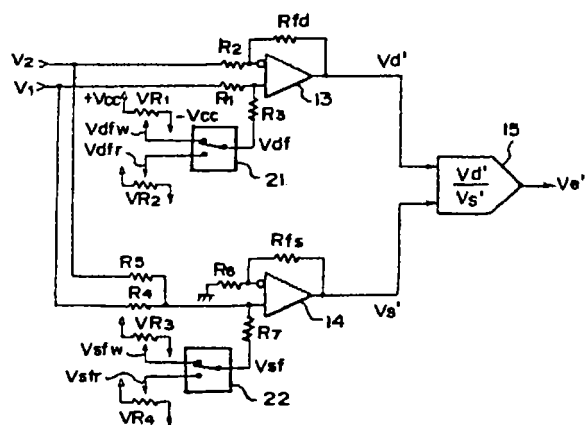 Rfd
V2
R2
Vd'
V1
R1
13
+Vcc
VR1
-Vcc
R3
15
Vdfw
Vdf
Vdfr
21
Vd'
Vs'
Ve'
VR2
Rfs
R5
R6
R4
14
Vs'
VR3
R7
Vsfw
Vsf
Vsfr
22
VR4